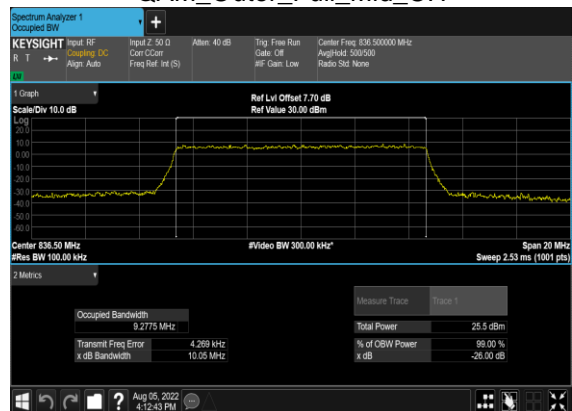 Spectrum Analyzer 1
Occupied BW
+
KEYSIGHT Input: RF Input Z: 50 Ω Atten: 40 dB Trig: Free Run Center Freq: 836.500000 MHz
R T Coupling: DC Corr CCorr Gate: Off Avg|Hold: 500/500
Align: Auto Freq Ref: Int (S) #IF Gain: Low Radio Std: None
1 Graph
Ref Lvl Offset 7.70 dB
Scale/Div 10.0 dB Ref Value 30.00 dBm
Log
20.0
10.0
0.00
-10.0
-20.0
-30.0
-40.0
-50.0
-60.0
Center 836.50 MHz #Video BW 300.00 kHz* Span 20 MHz
#Res BW 100.00 kHz Sweep 2.53 ms (1001 pts)
2 Metrics
Measure Trace Trace 1
Occupied Bandwidth
9.2775 MHz Total Power 25.5 dBm
Transmit Freq Error 4.269 kHz % of OBW Power 99.00 %
x dB Bandwidth 10.05 MHz x dB -26.00 dB
? Aug 05, 2022
4:12:43 PM